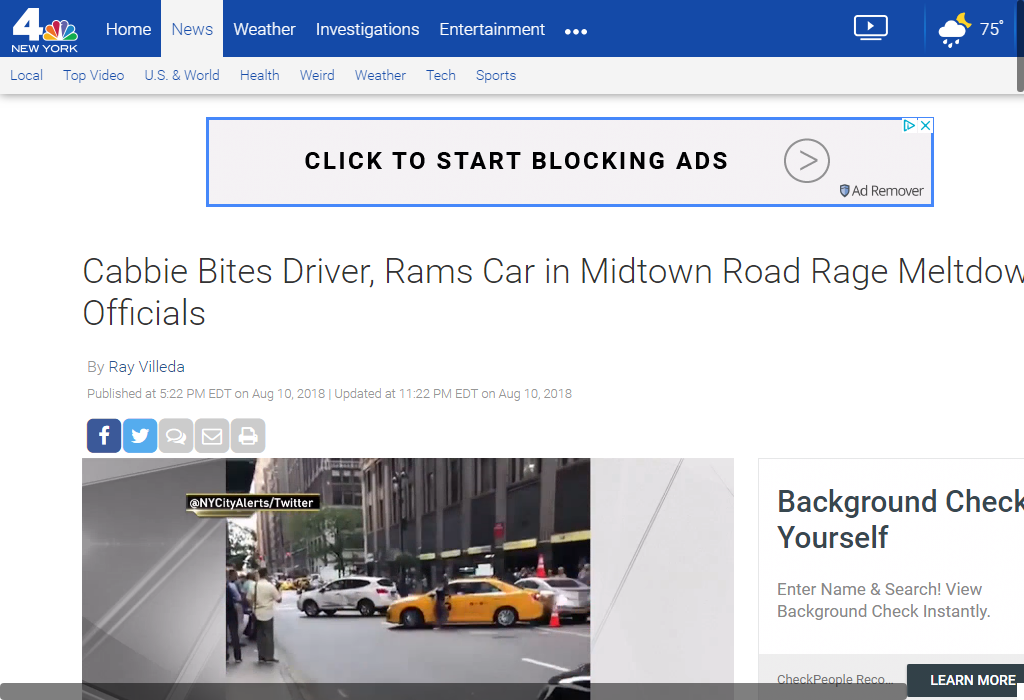 4
NEW YORK
Home
News
Weather
Investigations
Entertainment
75°
Local
Top Video
U.S. & World
Health
Weird
Weather
Tech
Sports
CLICK TO START BLOCKING ADS
Ad Remover
Cabbie Bites Driver, Rams Car in Midtown Road Rage Meltdow
Officials
By Ray Villeda
Published at 5:22 PM EDT on Aug 10, 2018 | Updated at 11:22 PM EDT on Aug 10, 2018
@NYCityAlerts/Twitter
Background Check
Yourself
Enter Name & Search! View
Background Check Instantly.
CheckPeople Reco...
LEARN MORE